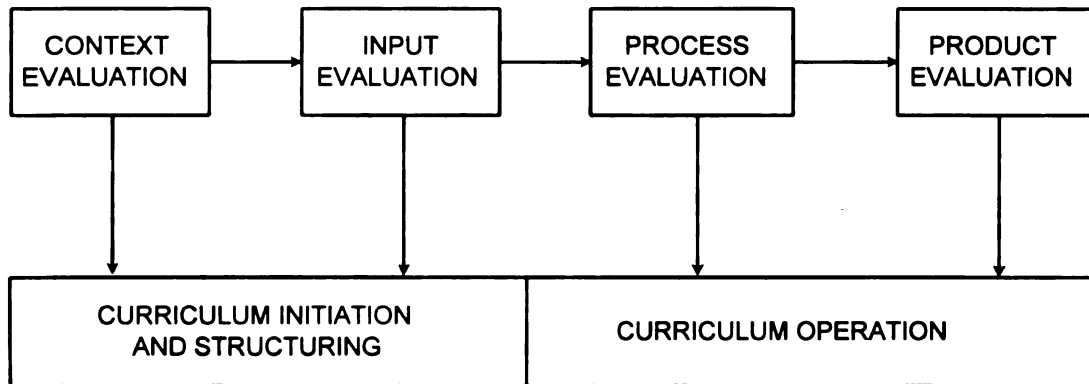 CONTEXT
EVALUATION
INPUT
EVALUATION
PROCESS
EVALUATION
PRODUCT
EVALUATION
CURRICULUM INITIATION
AND STRUCTURING
CURRICULUM OPERATION